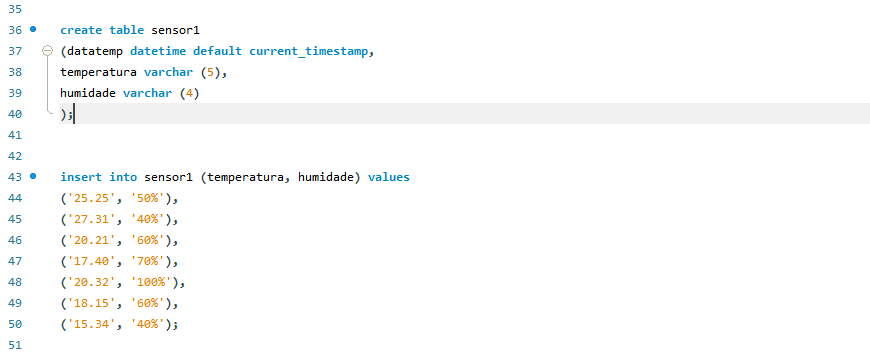 35
36 create table sensor1
37 (datatemp datetime default current_timestamp,
38 temperatura varchar (5),
39 humidade varchar (4)
40 );
41
42
43 insert into sensor1 (temperatura, humidade) values
44 ('25.25', '50%'),
45 ('27.31', '40%'),
46 ('20.21', '60%'),
47 ('17.40', '70%'),
48 ('20.32', '100%'),
49 ('18.15', '60%'),
50 ('15.34', '40%');
51